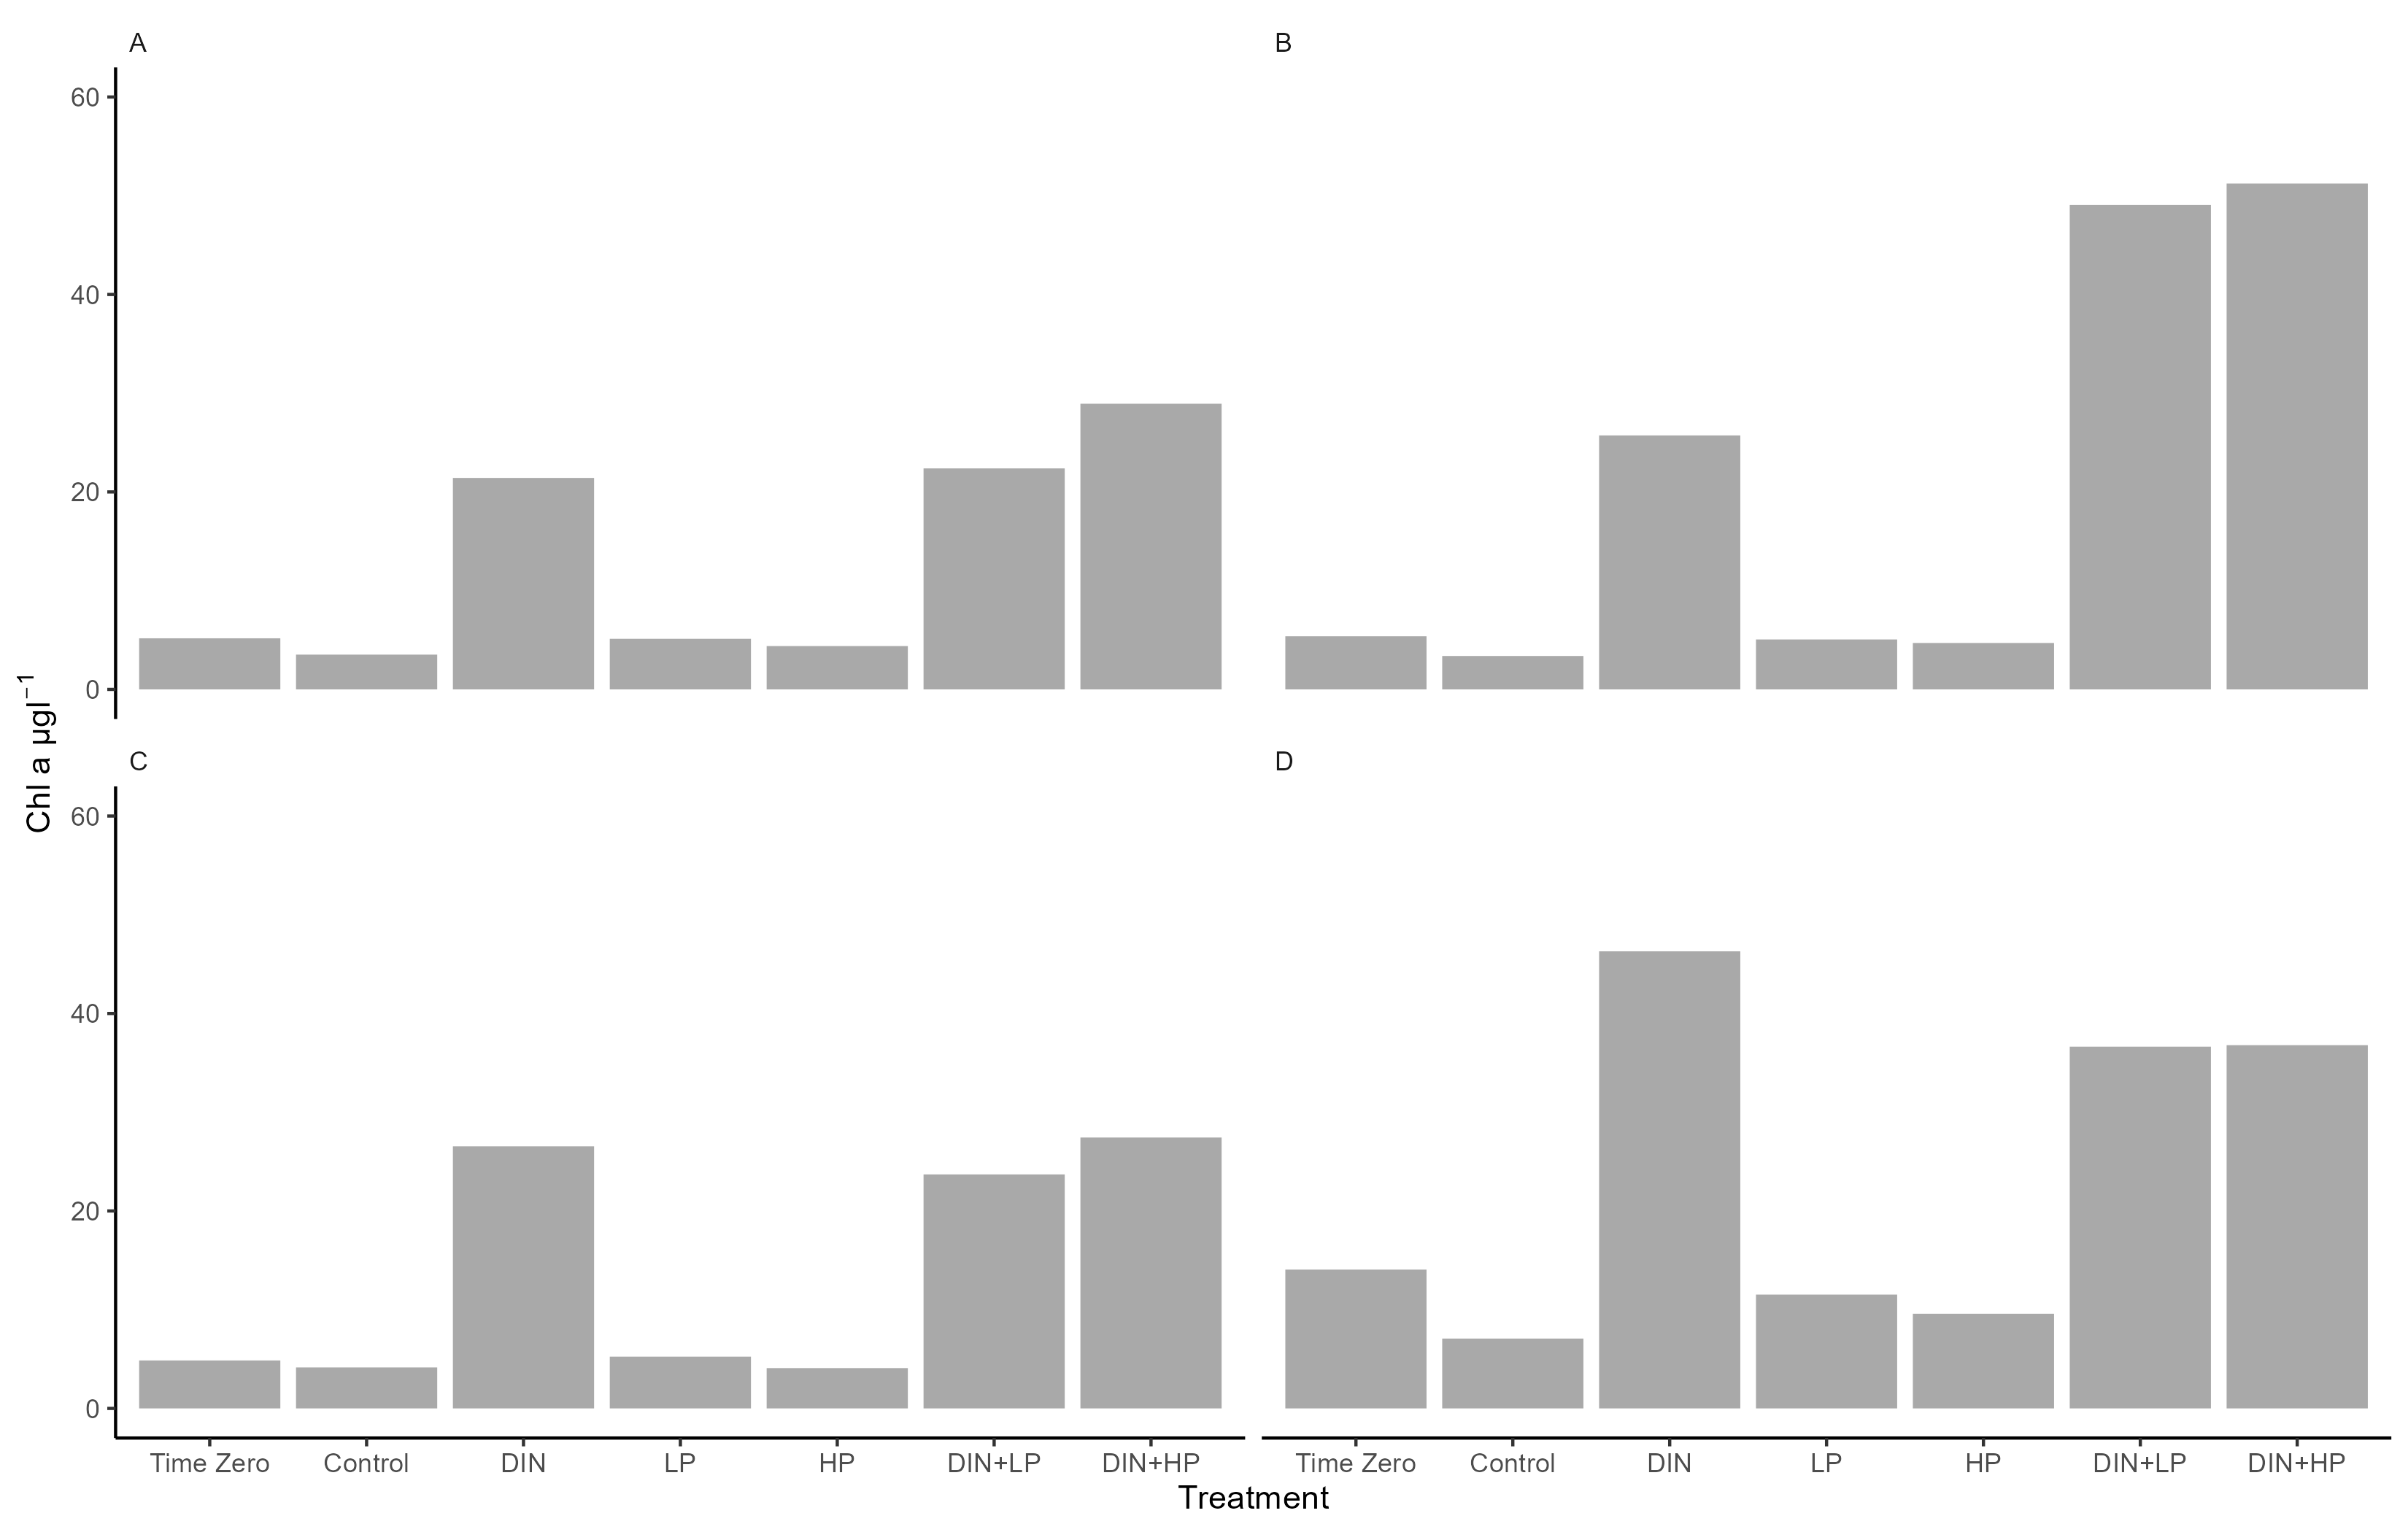 A
B
60
40
20
0
C
D
60
40
20
0
Chl a µgl⁻¹
Time Zero Control DIN LP HP DIN+LP DIN+HP Time Zero Control DIN LP HP DIN+LP DIN+HP
Treatment